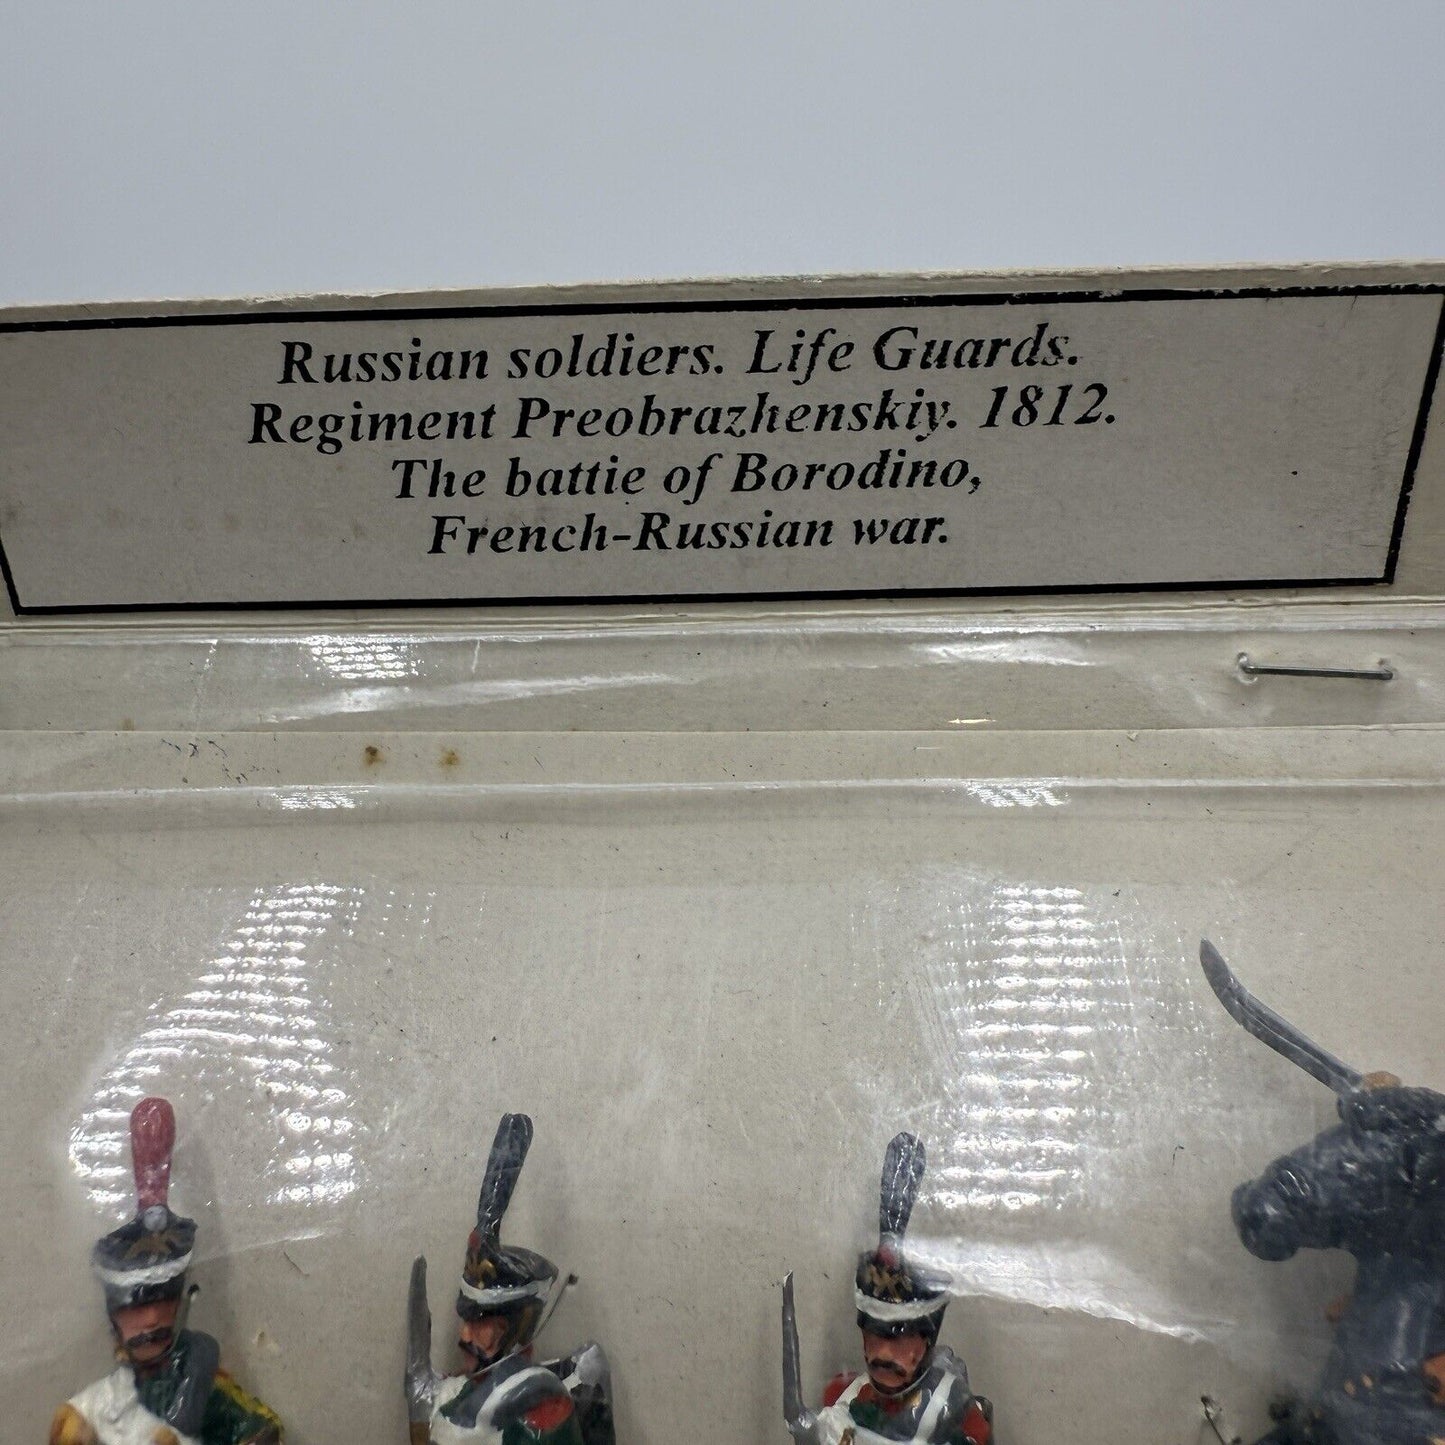 Russian soldiers. Life Guards.
Regiment Preobrazhenskiy. 1812.
The battie of Borodino,
French-Russian war.